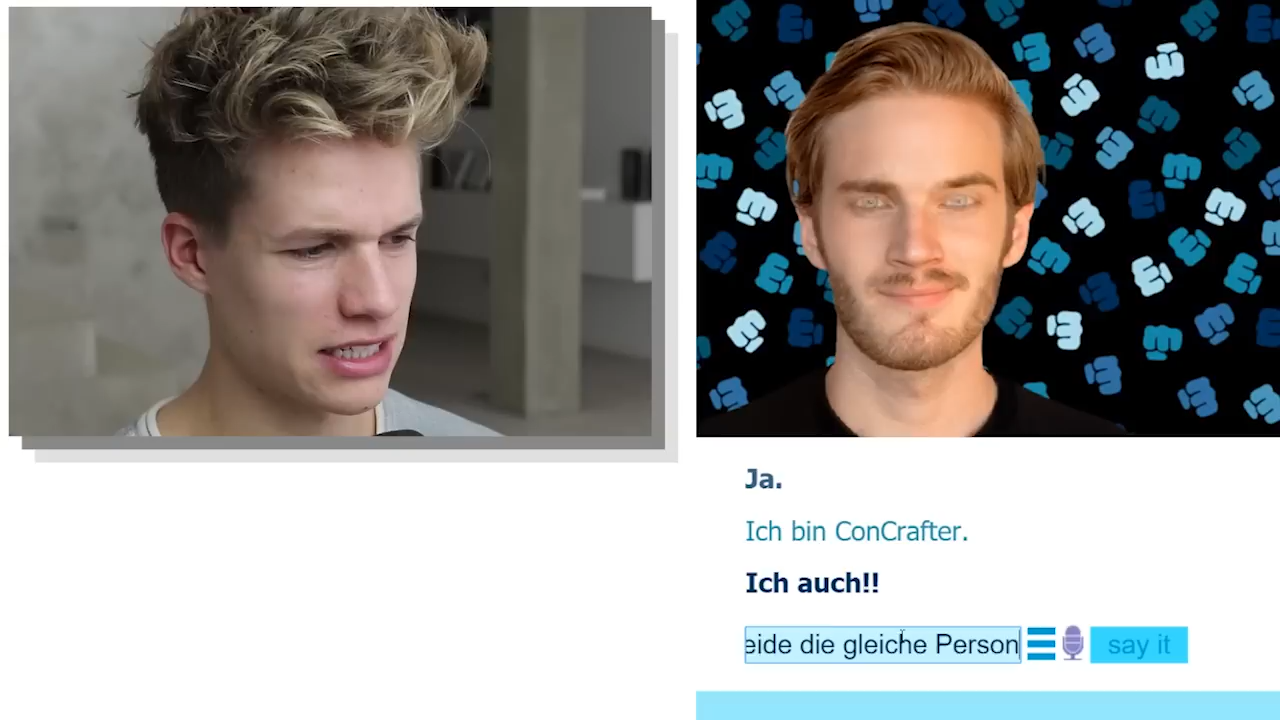 Ja.
Ich bin ConCrafter.
Ich auch!!
eide die gleiche Person
say it